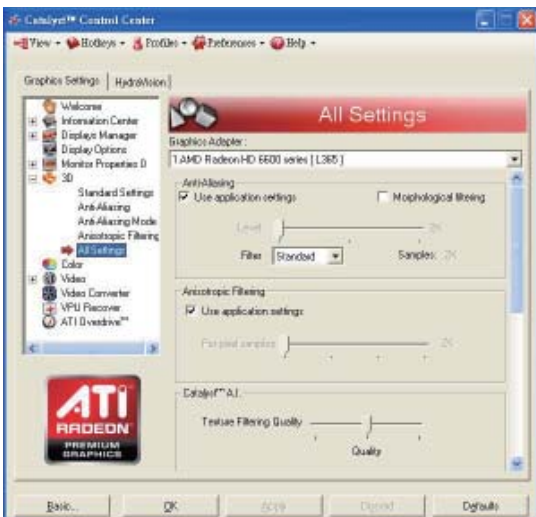 Catalyst™ Control Center
View Hotkeys Profiles Preferences Help
Graphics Settings HydraVision
Welcome
Information Center
Displays Manager
Display Options
Monitor Properties 0
3D
Standard Settings
Anti-Aliasing
Anti-Aliasing Mode
Anisotropic Filtering
All Settings
Color
Video
Video Converter
VPU Recover
ATI Overdrive™
ATI
RADEON
PREMIUM
GRAPHICS
All Settings
Graphics Adapter:
1.AMD Radeon HD 6600 series [ L365 ]
Anti-Aliasing
Use application settings
Morphological filtering
Level
2X
Filter Standard Samples: 2X
Anisotropic Filtering
Use application settings
Per pixel samples 2X
Catalyst™ A.I.
Texture Filtering Quality
Quality
Basic... OK Apply Discard Defaults